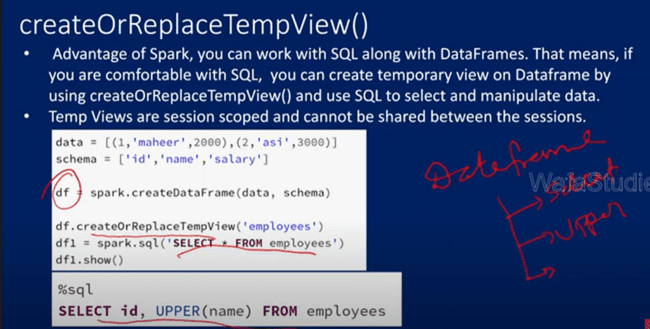 createOrReplaceTempView()
• Advantage of Spark, you can work with SQL along with DataFrames. That means, if
you are comfortable with SQL, you can create temporary view on Dataframe by
using createOrReplaceTempView() and use SQL to select and manipulate data.
• Temp Views are session scoped and cannot be shared between the sessions.
data = [(1,'maheer',2000),(2,'asi',3000)]
schema = ['id','name','salary']
df = spark.createDataFrame(data, schema)
df.createOrReplaceTempView('employees')
df1 = spark.sql('SELECT * FROM employees')
df1.show()
%sql
SELECT id, UPPER(name) FROM employees
Dataframe
WafaStudie
Upper